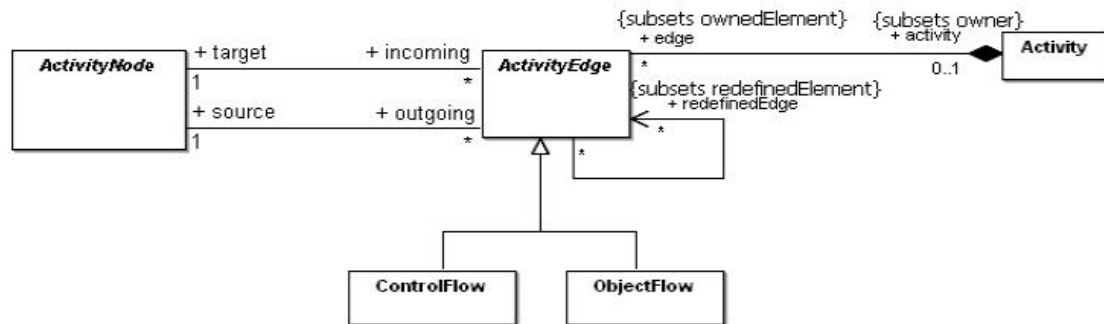 {subsets ownedElement} {subsets owner}
+ target + incoming + edge + activity
ActivityNode ActivityEdge Activity
1 * * 0..1
{subsets redefinedElement}
+ source + outgoing + redefinedEdge
1 * * *
ControlFlow ObjectFlow